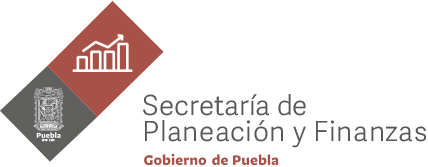 Puebla
Secretaría de
Planeación y Finanzas
Gobierno de Puebla